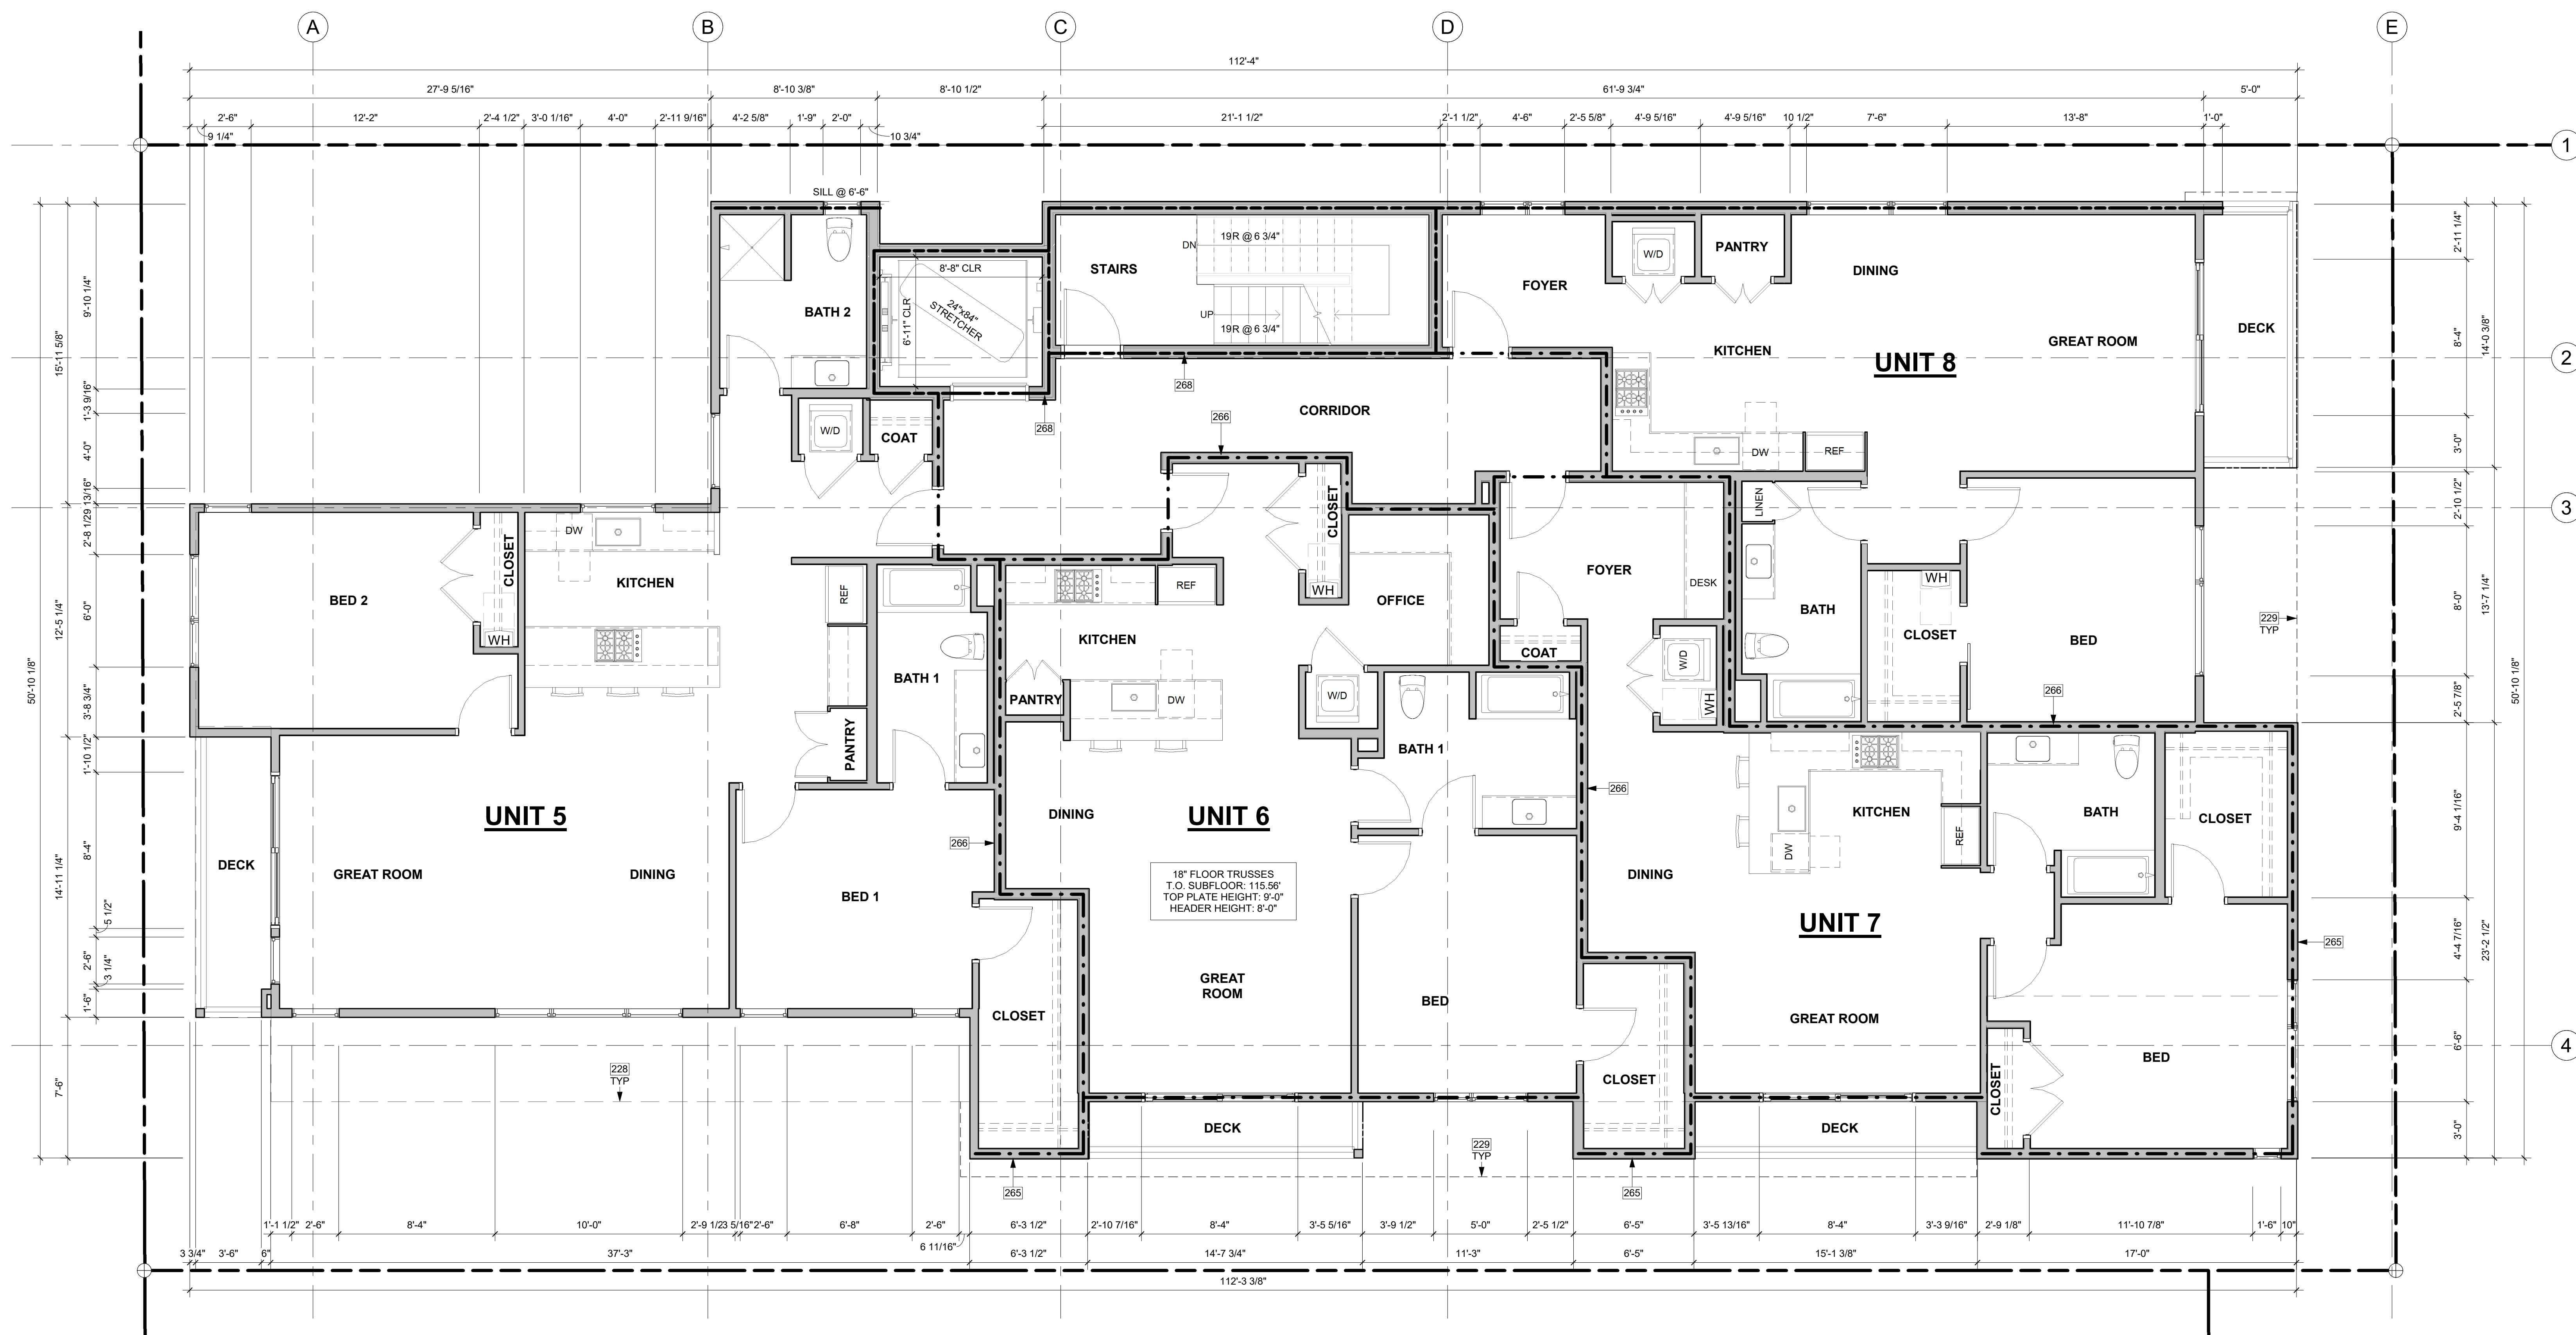 A B C D E
112'-4"
27'-9 5/16" 8'-10 3/8" 8'-10 1/2" 61'-9 3/4" 5'-0"
2'-6" 12'-2" 2'-4 1/2" 3'-0 1/16" 4'-0" 2'-11 9/16" 4'-2 5/8" 1'-9" 2'-0" 21'-1 1/2" 2'-1 1/2" 4'-6" 2'-5 5/8" 4'-9 5/16" 4'-9 5/16" 10 1/2" 7'-6" 13'-8" 1'-0"
9 1/4" 10 3/4"
1
2
3
4
SILL @ 6'-6"
50'-10 1/8"
15'-11 5/8"
12'-5 1/4"
14'-11 1/4"
7'-6"
9'-10 1/4"
1'-3 9/16"
4'-0"
2'-8 1/2"
6'-0"
3'-8 3/4"
1'-10 1/2"
8'-4"
5 1/2"
2'-6"
3 1/4"
1'-6"
BATH 2
W/D
COAT
8'-8" CLR
6'-11" CLR
24"x84"
STRETCHER
STAIRS
DN
19R @ 6 3/4"
UP
19R @ 6 3/4"
268
268
266
CORRIDOR
FOYER
W/D
PANTRY
DINING
KITCHEN
UNIT 8
GREAT ROOM
DECK
DW
REF
LINEN
BATH
WH
CLOSET
BED
266
229
TYP
BED 2
CLOSET
WH
DW
KITCHEN
REF
PANTRY
BATH 1
UNIT 5
DECK
GREAT ROOM
DINING
BED 1
CLOSET
266
228
TYP
265
KITCHEN
REF
CLOSET
WH
OFFICE
PANTRY
DW
W/D
BATH 1
DINING
UNIT 6
18" FLOOR TRUSSES
T.O. SUBFLOOR: 115.56'
TOP PLATE HEIGHT: 9'-0"
HEADER HEIGHT: 8'-0"
GREAT
ROOM
BED
DECK
229
TYP
FOYER
DESK
COAT
W/D
WH
266
KITCHEN
DW
REF
DINING
UNIT 7
GREAT ROOM
CLOSET
265
DECK
BATH
CLOSET
265
BED
CLOSET
2'-11 1/4"
8'-4"
3'-0"
2'-10 1/2"
8'-0"
2'-5 7/8"
9'-4 1/16"
4'-4 7/16"
6'-6"
3'-0"
14'-0 3/8"
13'-7 1/4"
23'-2 1/2"
50'-10 1/8"
1'-1 1/2" 2'-6" 8'-4" 10'-0" 2'-6" 6'-8" 2'-6" 6'-3 1/2" 2'-10 7/16" 8'-4" 3'-5 5/16" 3'-9 1/2" 5'-0" 2'-5 1/2" 6'-5" 3'-5 13/16" 8'-4" 3'-3 9/16" 2'-9 1/8" 11'-10 7/8" 1'-6" 10"
6 11/16"
3 3/4" 3'-6" 6" 37'-3" 6'-3 1/2" 14'-7 3/4" 11'-3" 6'-5" 15'-1 3/8" 17'-0"
112'-3 3/8"